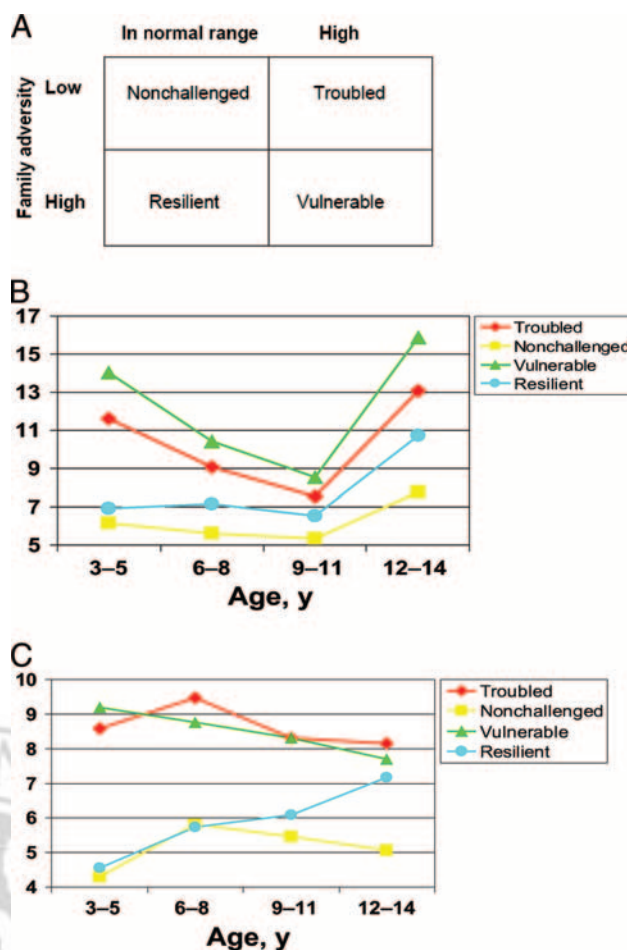 A
In normal range High
Family adversity
Low Nonchallenged Troubled
High Resilient Vulnerable
B
17
15
13
11
9
7
5
3–5 6–8 9–11 12–14
Age, y
Troubled
Nonchallenged
Vulnerable
Resilient
C
10
9
8
7
6
5
4
3–5 6–8 9–11 12–14
Age, y
Troubled
Nonchallenged
Vulnerable
Resilient